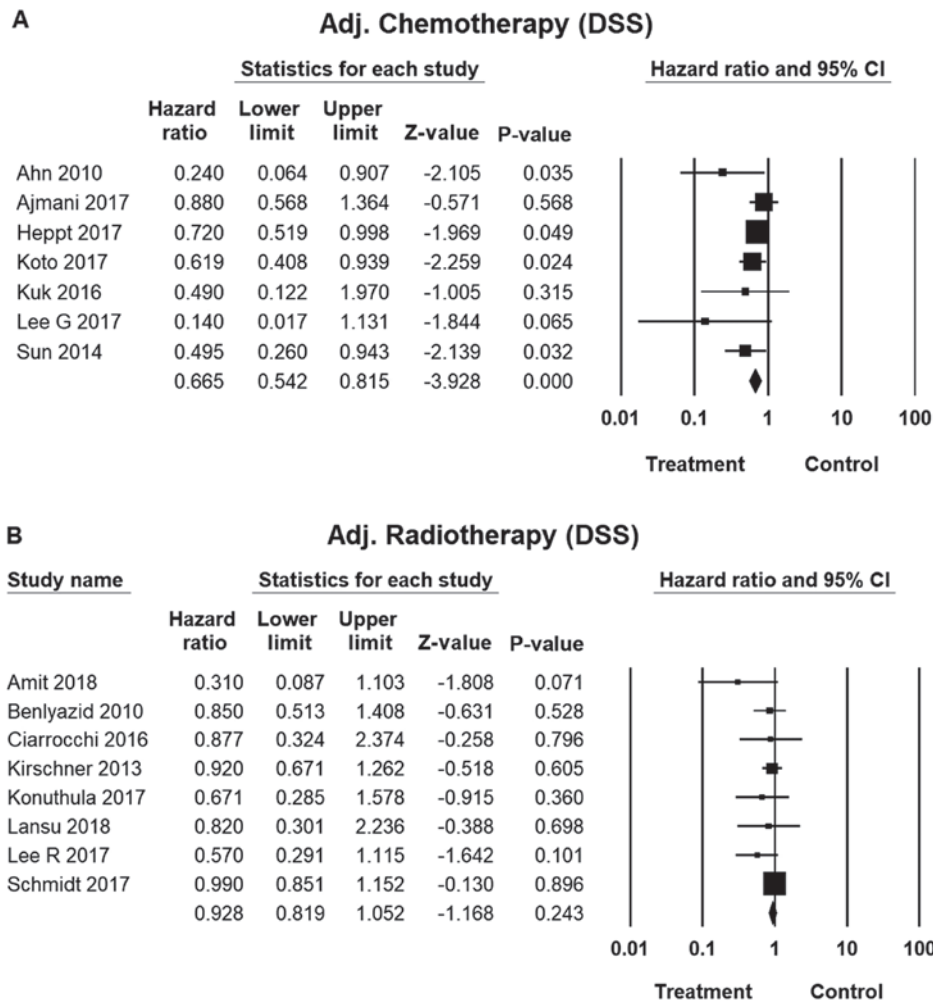 A
Adj. Chemotherapy (DSS)
Statistics for each study Hazard ratio and 95% CI
Hazard ratio Lower limit Upper limit Z-value P-value
Ahn 2010 0.240 0.064 0.907 -2.105 0.035
Ajmani 2017 0.880 0.568 1.364 -0.571 0.568
Heppt 2017 0.720 0.519 0.998 -1.969 0.049
Koto 2017 0.619 0.408 0.939 -2.259 0.024
Kuk 2016 0.490 0.122 1.970 -1.005 0.315
Lee G 2017 0.140 0.017 1.131 -1.844 0.065
Sun 2014 0.495 0.260 0.943 -2.139 0.032
0.665 0.542 0.815 -3.928 0.000
0.01 0.1 1 10 100
Treatment Control
B
Adj. Radiotherapy (DSS)
Study name Statistics for each study Hazard ratio and 95% CI
Hazard ratio Lower limit Upper limit Z-value P-value
Amit 2018 0.310 0.087 1.103 -1.808 0.071
Benlyazid 2010 0.850 0.513 1.408 -0.631 0.528
Ciarrocchi 2016 0.877 0.324 2.374 -0.258 0.796
Kirschner 2013 0.920 0.671 1.262 -0.518 0.605
Konuthula 2017 0.671 0.285 1.578 -0.915 0.360
Lansu 2018 0.820 0.301 2.236 -0.388 0.698
Lee R 2017 0.570 0.291 1.115 -1.642 0.101
Schmidt 2017 0.990 0.851 1.152 -0.130 0.896
0.928 0.819 1.052 -1.168 0.243
0.01 0.1 1 10 100
Treatment Control